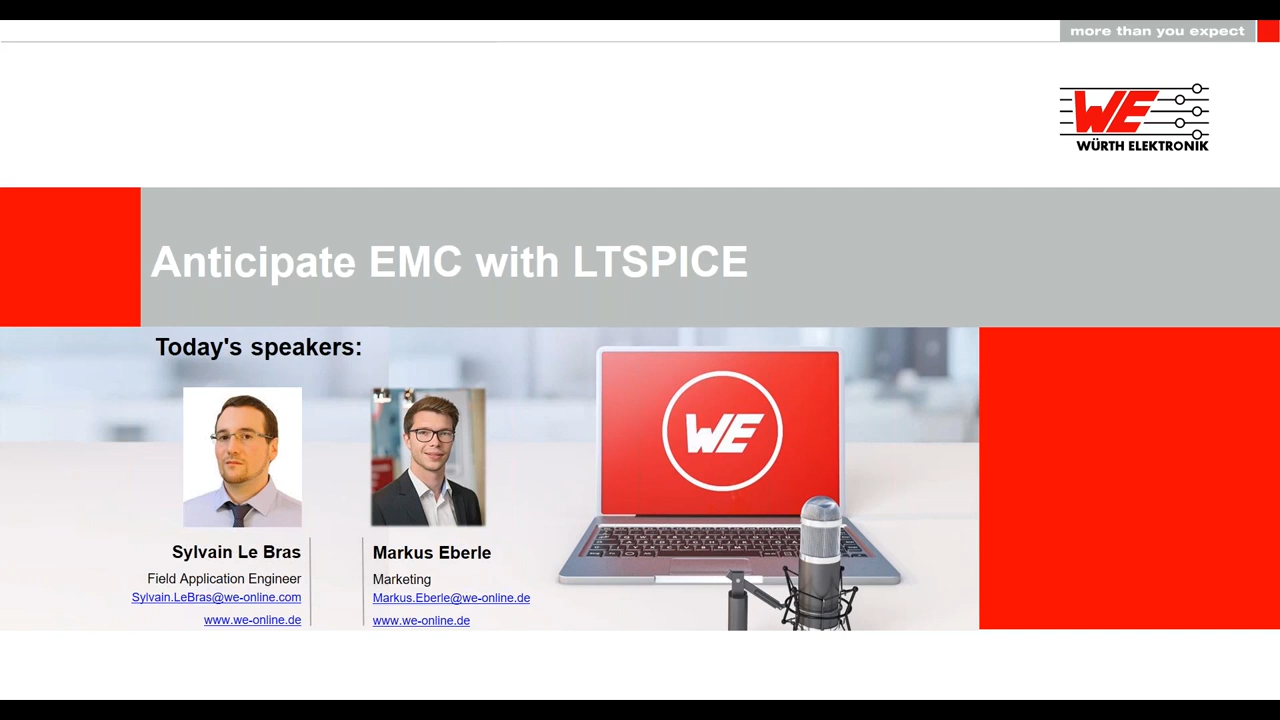 more than you expect
WE
WÜRTH ELEKTRONIK
Anticipate EMC with LTSPICE
Today's speakers:
WE
Sylvain Le Bras
Field Application Engineer
Sylvain.LeBras@we-online.com
www.we-online.de
Markus Eberle
Marketing
Markus.Eberle@we-online.de
www.we-online.de